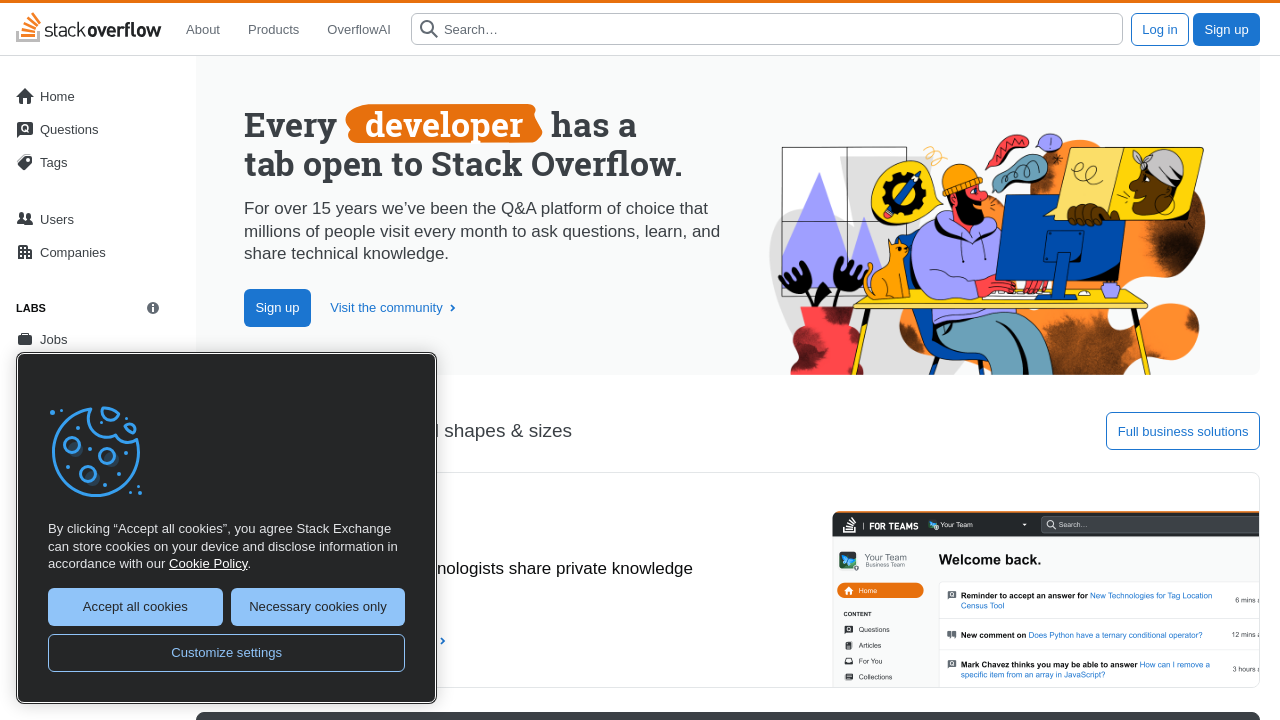 stackoverflow
About
Products
OverflowAI
Search…
Log in
Sign up
Home
Questions
Tags
Users
Companies
LABS
Jobs
Every developer has a
tab open to Stack Overflow.
For over 15 years we’ve been the Q&A platform of choice that
millions of people visit every month to ask questions, learn, and
share technical knowledge.
Sign up
Visit the community
shapes & sizes
Full business solutions
By clicking “Accept all cookies”, you agree Stack Exchange
can store cookies on your device and disclose information in
accordance with our Cookie Policy.
Accept all cookies
Necessary cookies only
Customize settings
nologists share private knowledge
FOR TEAMS
Your Team
Search…
Your Team
Business Team
Welcome back.
Home
Reminder to accept an answer for New Technologies for Tag Location
Census Tool
6 mins
CONTENT
Questions
Articles
For You
Collections
New comment on Does Python have a ternary conditional operator?
12 mins
Mark Chavez thinks you may be able to answer How can I remove a
specific item from an array in JavaScript?
3 hours